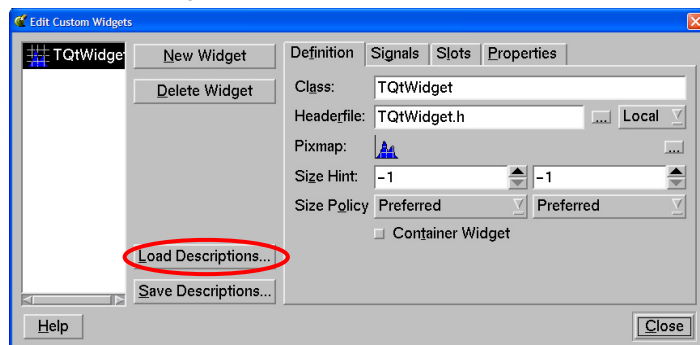 Edit Custom Widgets
TQtWidget
New Widget
Delete Widget
Load Descriptions...
Save Descriptions...
Definition Signals Slots Properties
Class: TQtWidget
Headerfile: TQtWidget.h ... Local
Pixmap: ...
Size Hint: -1 -1
Size Policy Preferred Preferred
Container Widget
Help Close